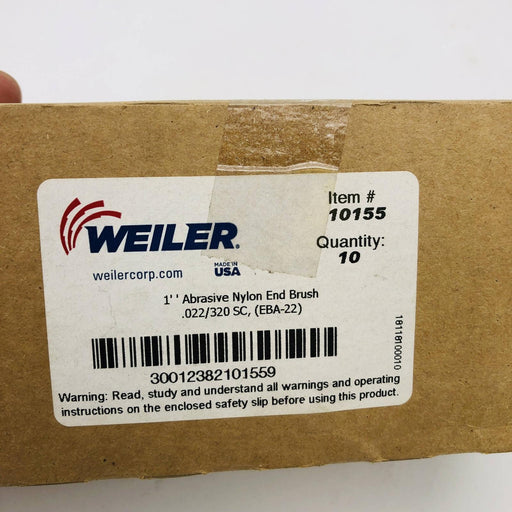 WEILER®
weilercorp.com
MADE IN
USA
Item #
10155
Quantity:
10
1'' Abrasive Nylon End Brush
.022/320 SC, (EBA-22)
30012382101559
18118100010
Warning: Read, study and understand all warnings and operating
instructions on the enclosed safety slip before using this product.